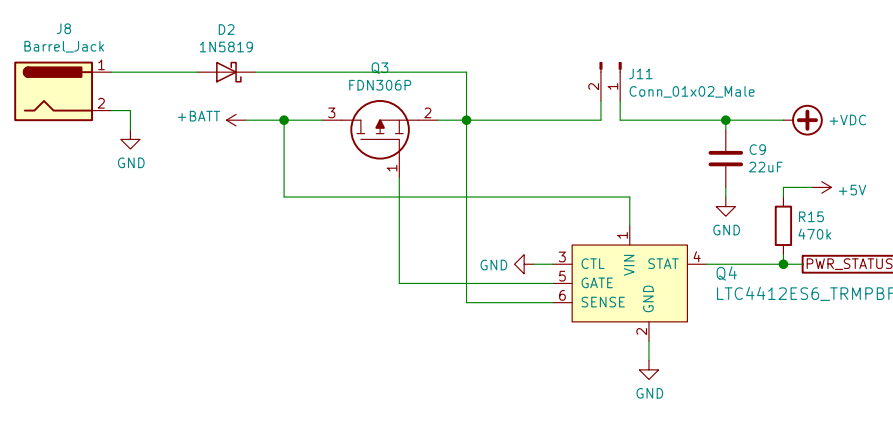 J8
Barrel_Jack
1
2
GND
D2
1N5819
Q3
FDN306P
+BATT
3
2
1
2
1
J11
Conn_01x02_Male
+VDC
C9
22uF
GND
+5V
R15
470k
PWR_STATUS
GND
3
5
6
CTL
GATE
SENSE
1
VIN
GND
STAT
4
2
Q4
LTC4412ES6_TRMPBF
GND